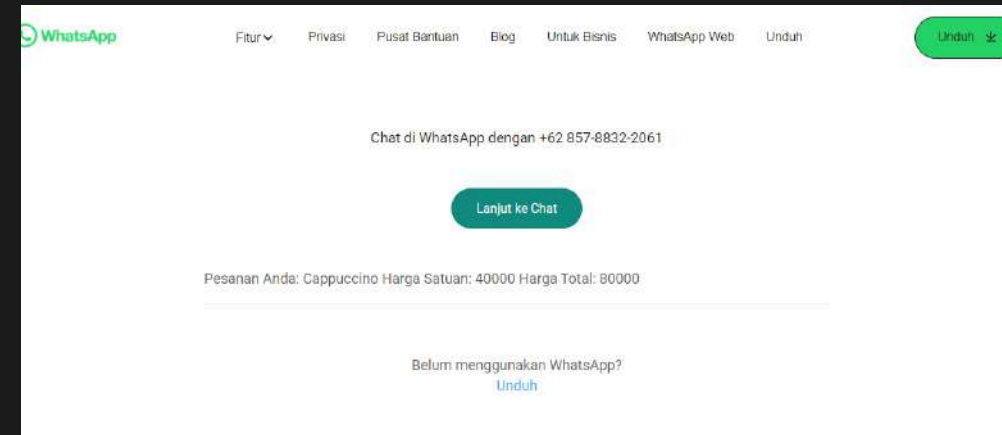 WhatsApp Fitur Privasi Pusat Bantuan Blog Untuk Bisnis WhatsApp Web Unduh Unduh
Chat di WhatsApp dengan +62 857-8832-2061
Lanjut ke Chat
Pesanan Anda: Cappuccino Harga Satuan: 40000 Harga Total: 80000
Belum menggunakan WhatsApp?
Unduh